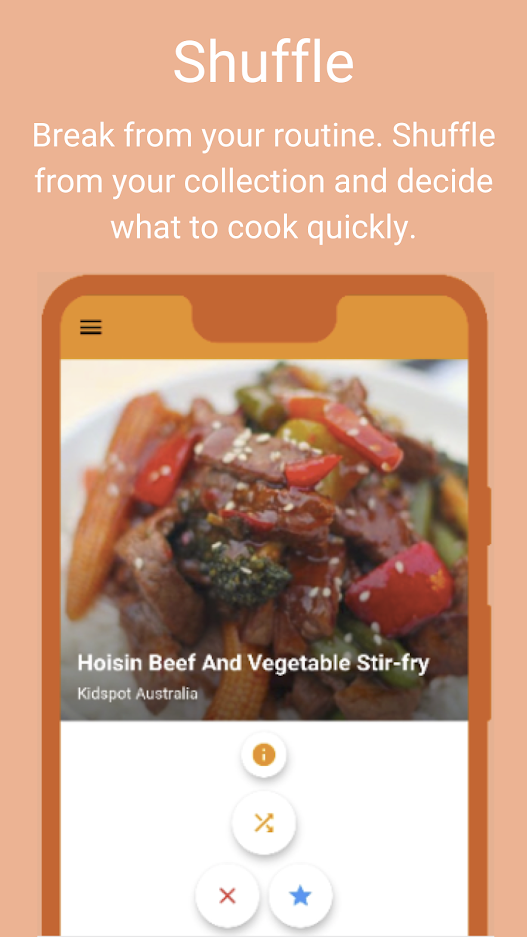 Shuffle
Break from your routine. Shuffle
from your collection and decide
what to cook quickly.
Hoisin Beef And Vegetable Stir-fry
Kidspot Australia